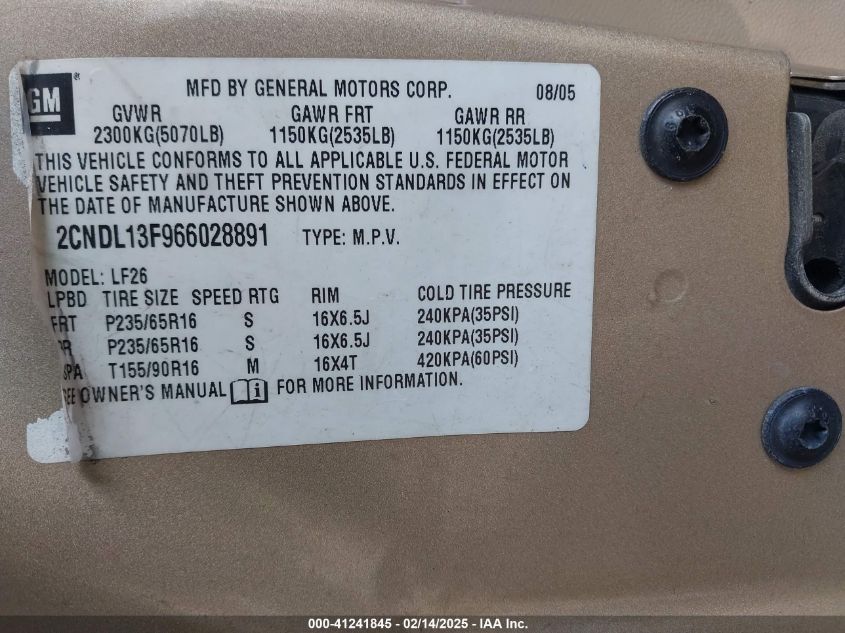 GM ®
MFD BY GENERAL MOTORS CORP. 08/05
GVWR GAWR FRT GAWR RR
2300KG(5070LB) 1150KG(2535LB) 1150KG(2535LB)
THIS VEHICLE CONFORMS TO ALL APPLICABLE U.S. FEDERAL MOTOR
VEHICLE SAFETY AND THEFT PREVENTION STANDARDS IN EFFECT ON
THE DATE OF MANUFACTURE SHOWN ABOVE.
2CNDL13F966028891 TYPE: M.P.V.
MODEL: LF26
LPBD TIRE SIZE SPEED RTG RIM COLD TIRE PRESSURE
FRT P235/65R16 S 16X6.5J 240KPA(35PSI)
P235/65R16 S 16X6.5J 240KPA(35PSI)
SPA T155/90R16 M 16X4T 420KPA(60PSI)
SEE OWNER'S MANUAL i FOR MORE INFORMATION.
000-41241845 - 02/14/2025 - IAA Inc.